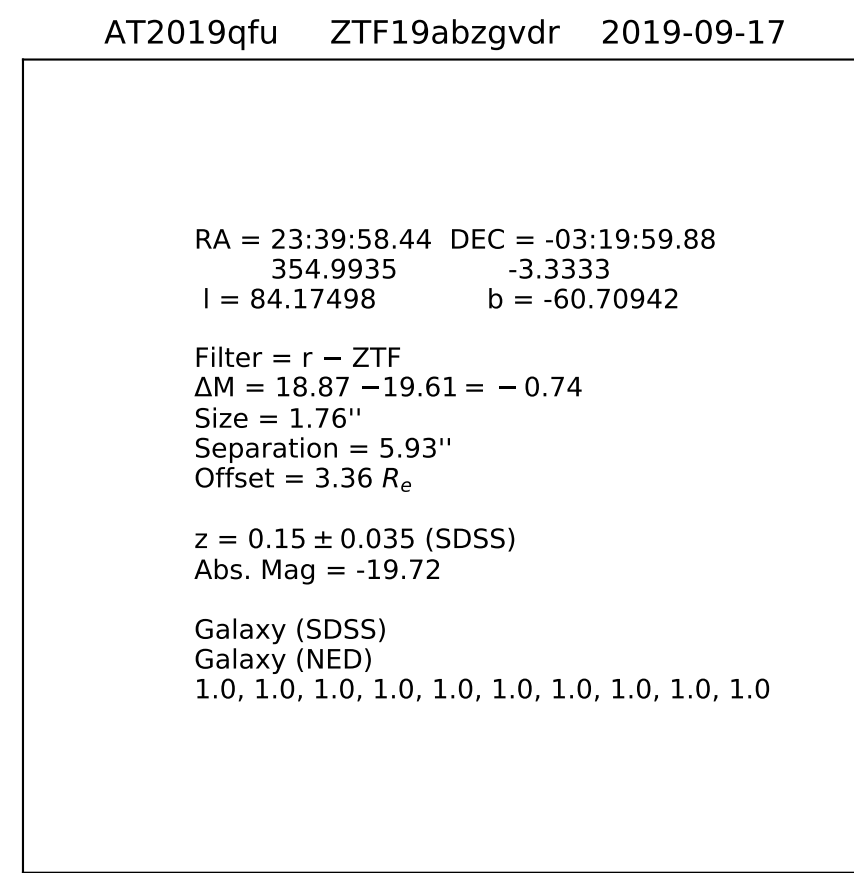 AT2019qfu ZTF19abzgvdr 2019-09-17
RA = 23:39:58.44 DEC = -03:19:59.88
354.9935 -3.3333
l = 84.17498 b = -60.70942
Filter = r − ZTF
ΔM = 18.87 −19.61 = − 0.74
Size = 1.76''
Separation = 5.93''
Offset = 3.36 Rₑ
z = 0.15 ± 0.035 (SDSS)
Abs. Mag = -19.72
Galaxy (SDSS)
Galaxy (NED)
1.0, 1.0, 1.0, 1.0, 1.0, 1.0, 1.0, 1.0, 1.0, 1.0